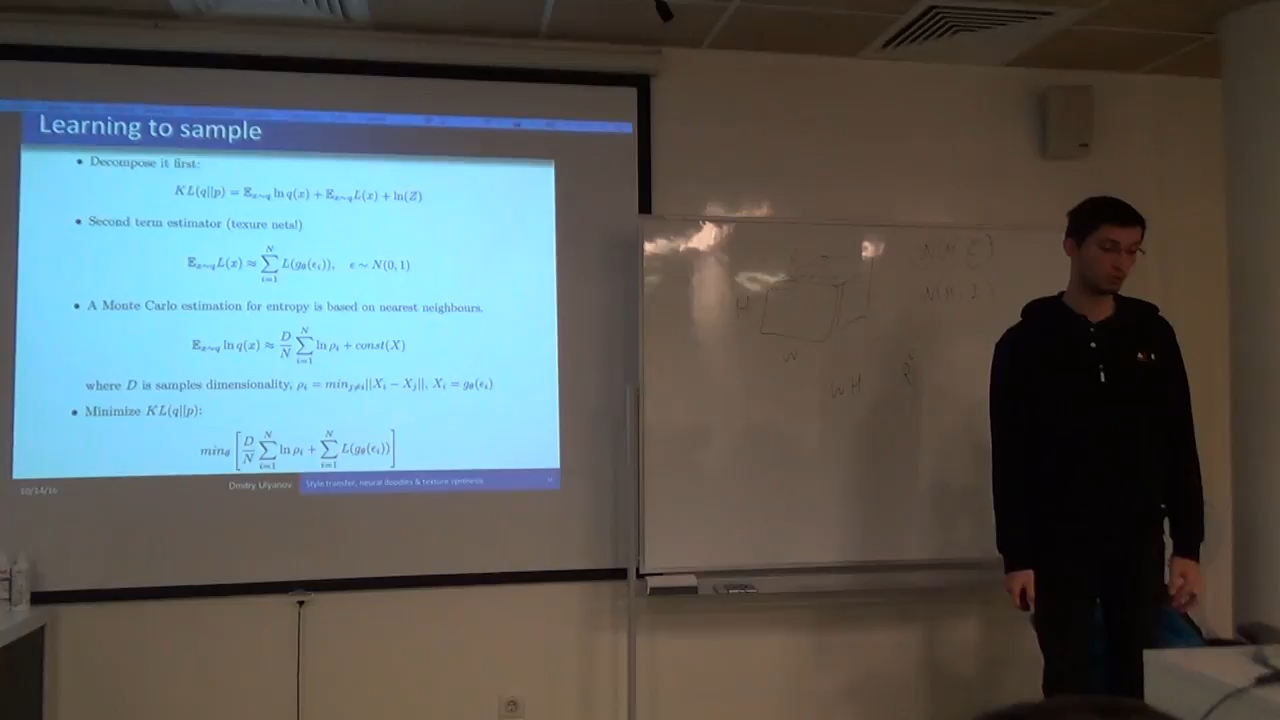 Learning to sample
• Decompose it first:
KL(q||p) = 𝔼_{x∼q} ln q(x) + 𝔼_{x∼q} L(x) + ln(Z)
• Second term estimator (texure nets!)
𝔼_{x∼q} L(x) ≈ ∑_{i=1}^{N} L(g_θ(ϵ_i)), ϵ ∼ N(0, 1)
• A Monte Carlo estimation for entropy is based on nearest neighbours.
𝔼_{x∼q} ln q(x) ≈ D/N ∑_{i=1}^{N} ln ρ_i + const(X)
where D is samples dimensionality, ρ_i = min_{j≠i}||X_i − X_j||, X_i = g_θ(ϵ_i)
• Minimize KL(q||p):
min_θ [ D/N ∑_{i=1}^{N} ln ρ_i + ∑_{i=1}^{N} L(g_θ(ϵ_i)) ]
10/14/16
Dmitry Ulyanov
Style transfer, neural doodles & texture synthesis
H
W
W H